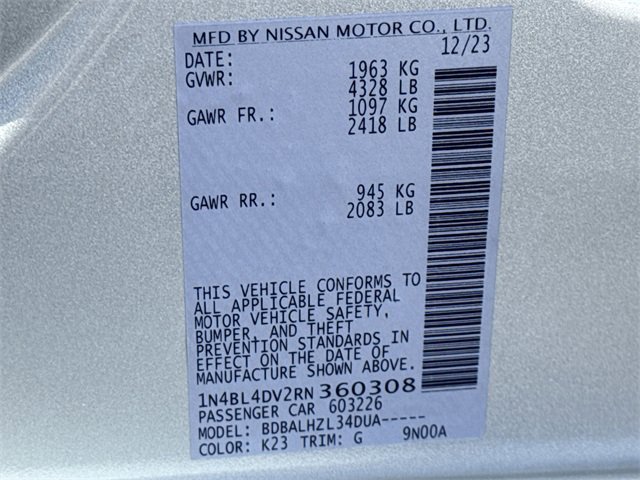 MFD BY NISSAN MOTOR CO., LTD.
DATE: 12/23
GVWR: 1963 KG
4328 LB
GAWR FR.: 1097 KG
2418 LB
GAWR RR.: 945 KG
2083 LB
THIS VEHICLE CONFORMS TO
ALL APPLICABLE FEDERAL
MOTOR VEHICLE SAFETY,
BUMPER, AND THEFT
PREVENTION STANDARDS IN
EFFECT ON THE DATE OF
MANUFACTURE SHOWN ABOVE.
1N4BL4DV2RN360308
PASSENGER CAR 603226
MODEL: BDBALHZL34DUA-----
COLOR: K23 TRIM: G 9N00A